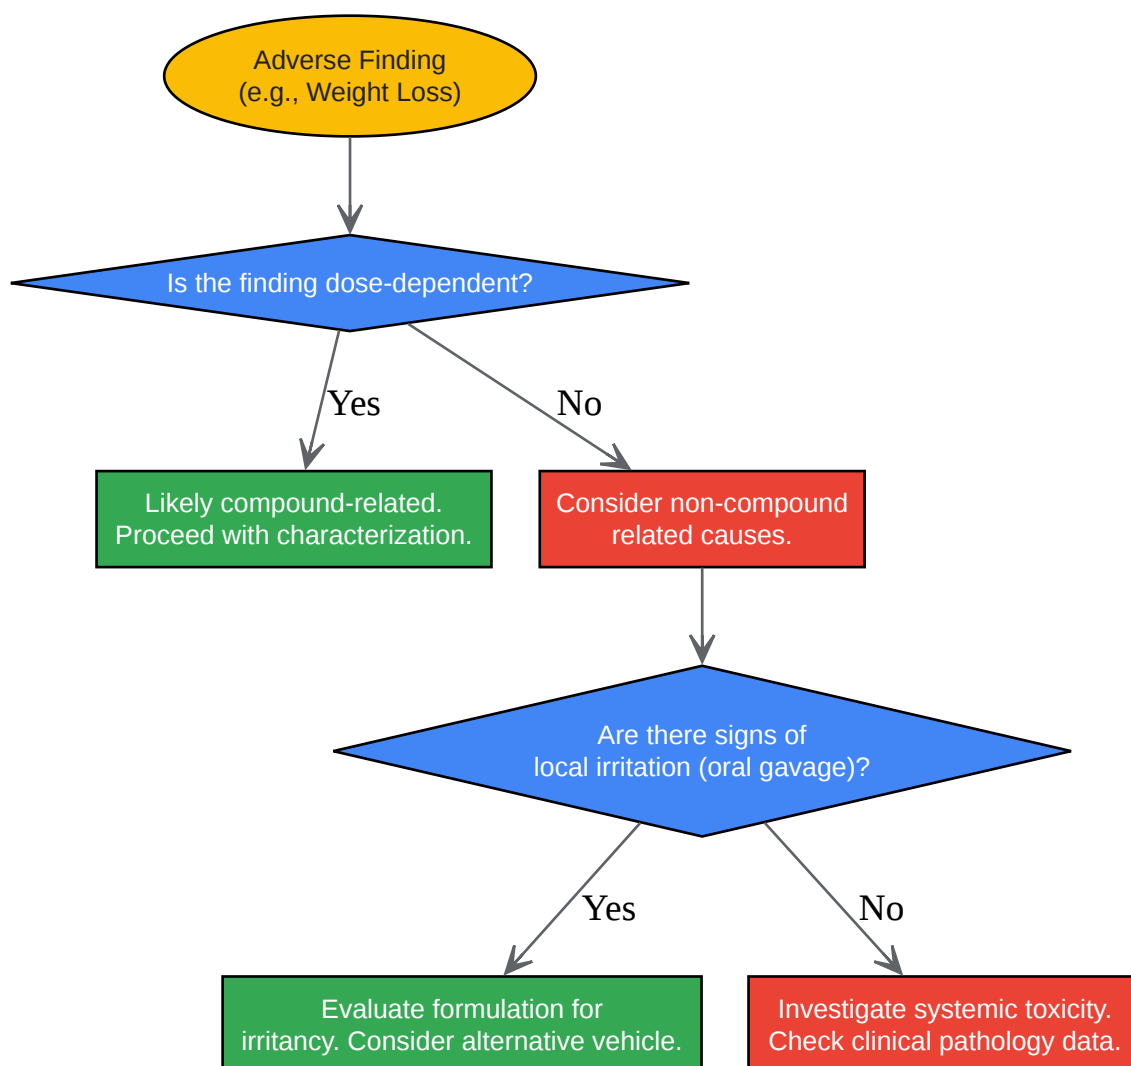 Adverse Finding
(e.g., Weight Loss)
Is the finding dose-dependent?
Yes
No
Likely compound-related.
Proceed with characterization.
Consider non-compound
related causes.
Are there signs of
local irritation (oral gavage)?
Yes
No
Evaluate formulation for
irritancy. Consider alternative vehicle.
Investigate systemic toxicity.
Check clinical pathology data.